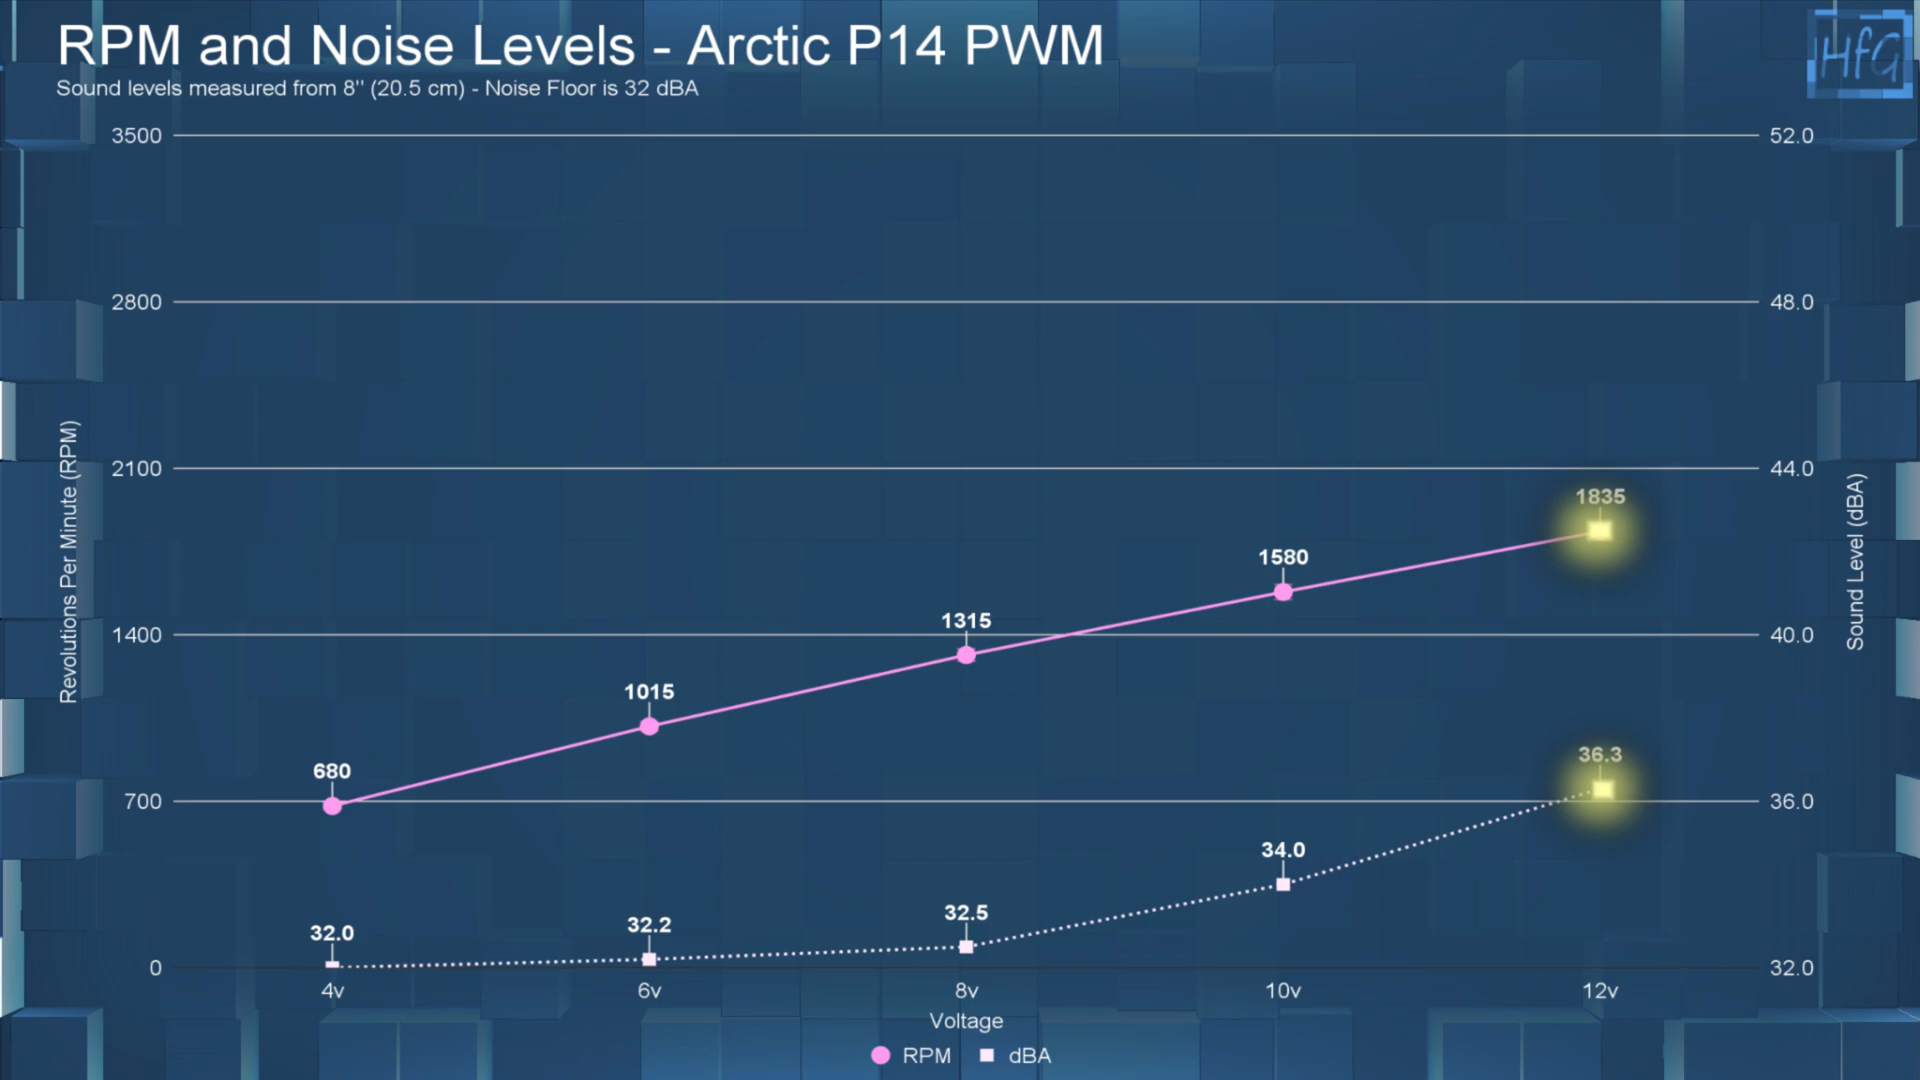 RPM and Noise Levels - Arctic P14 PWM
Sound levels measured from 8" (20.5 cm) - Noise Floor is 32 dBA
HfG
3500
52.0
2800
48.0
2100
44.0
1400
40.0
700
36.0
0
32.0
Revolutions Per Minute (RPM)
Sound Level (dBA)
680
1015
1315
1580
1835
32.0
32.2
32.5
34.0
36.3
4v
6v
8v
10v
12v
Voltage
RPM
dBA